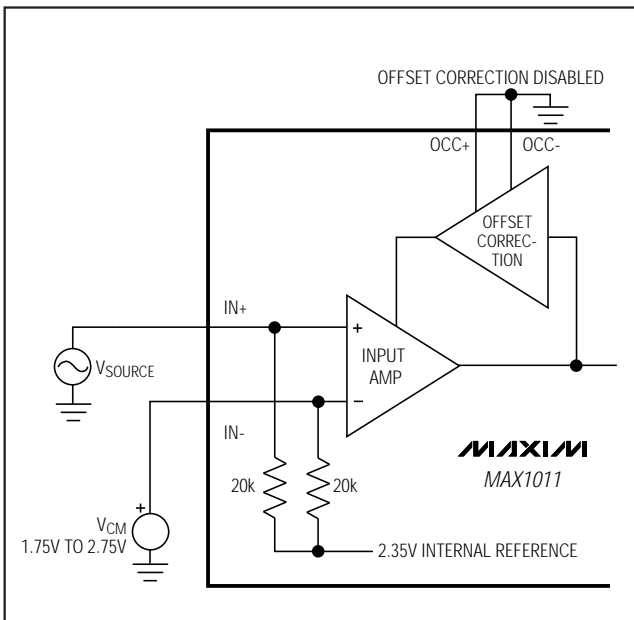 OFFSET CORRECTION DISABLED
OCC+
OCC-
OFFSET
CORREC-
TION
IN+
+
INPUT
AMP
−
VSOURCE
IN-
MAXIM
MAX1011
20k
20k
+
VCM
1.75V TO 2.75V
2.35V INTERNAL REFERENCE